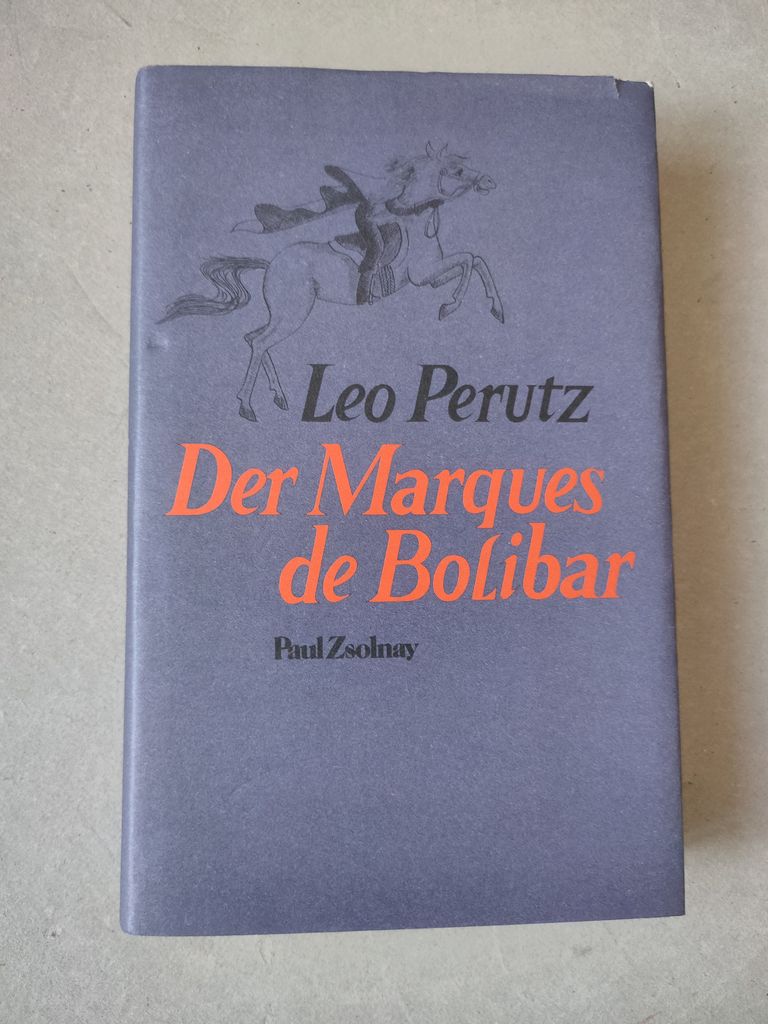 Leo Perutz
Der Marques
de Bolibar
Paul Zsolnay